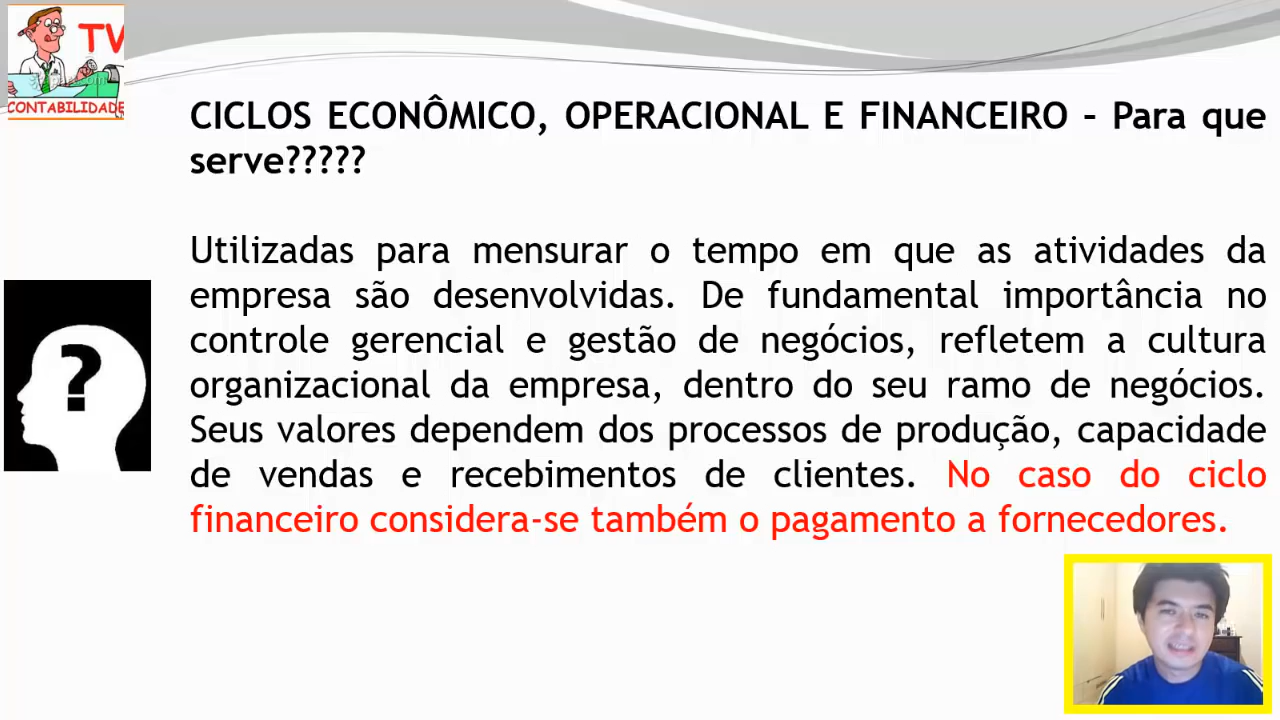 TV
CONTABILIDADE
CICLOS ECONÔMICO, OPERACIONAL E FINANCEIRO – Para que
serve?????
Utilizadas para mensurar o tempo em que as atividades da
empresa são desenvolvidas. De fundamental importância no
controle gerencial e gestão de negócios, refletem a cultura
organizacional da empresa, dentro do seu ramo de negócios.
Seus valores dependem dos processos de produção, capacidade
de vendas e recebimentos de clientes. No caso do ciclo
financeiro considera-se também o pagamento a fornecedores.
?